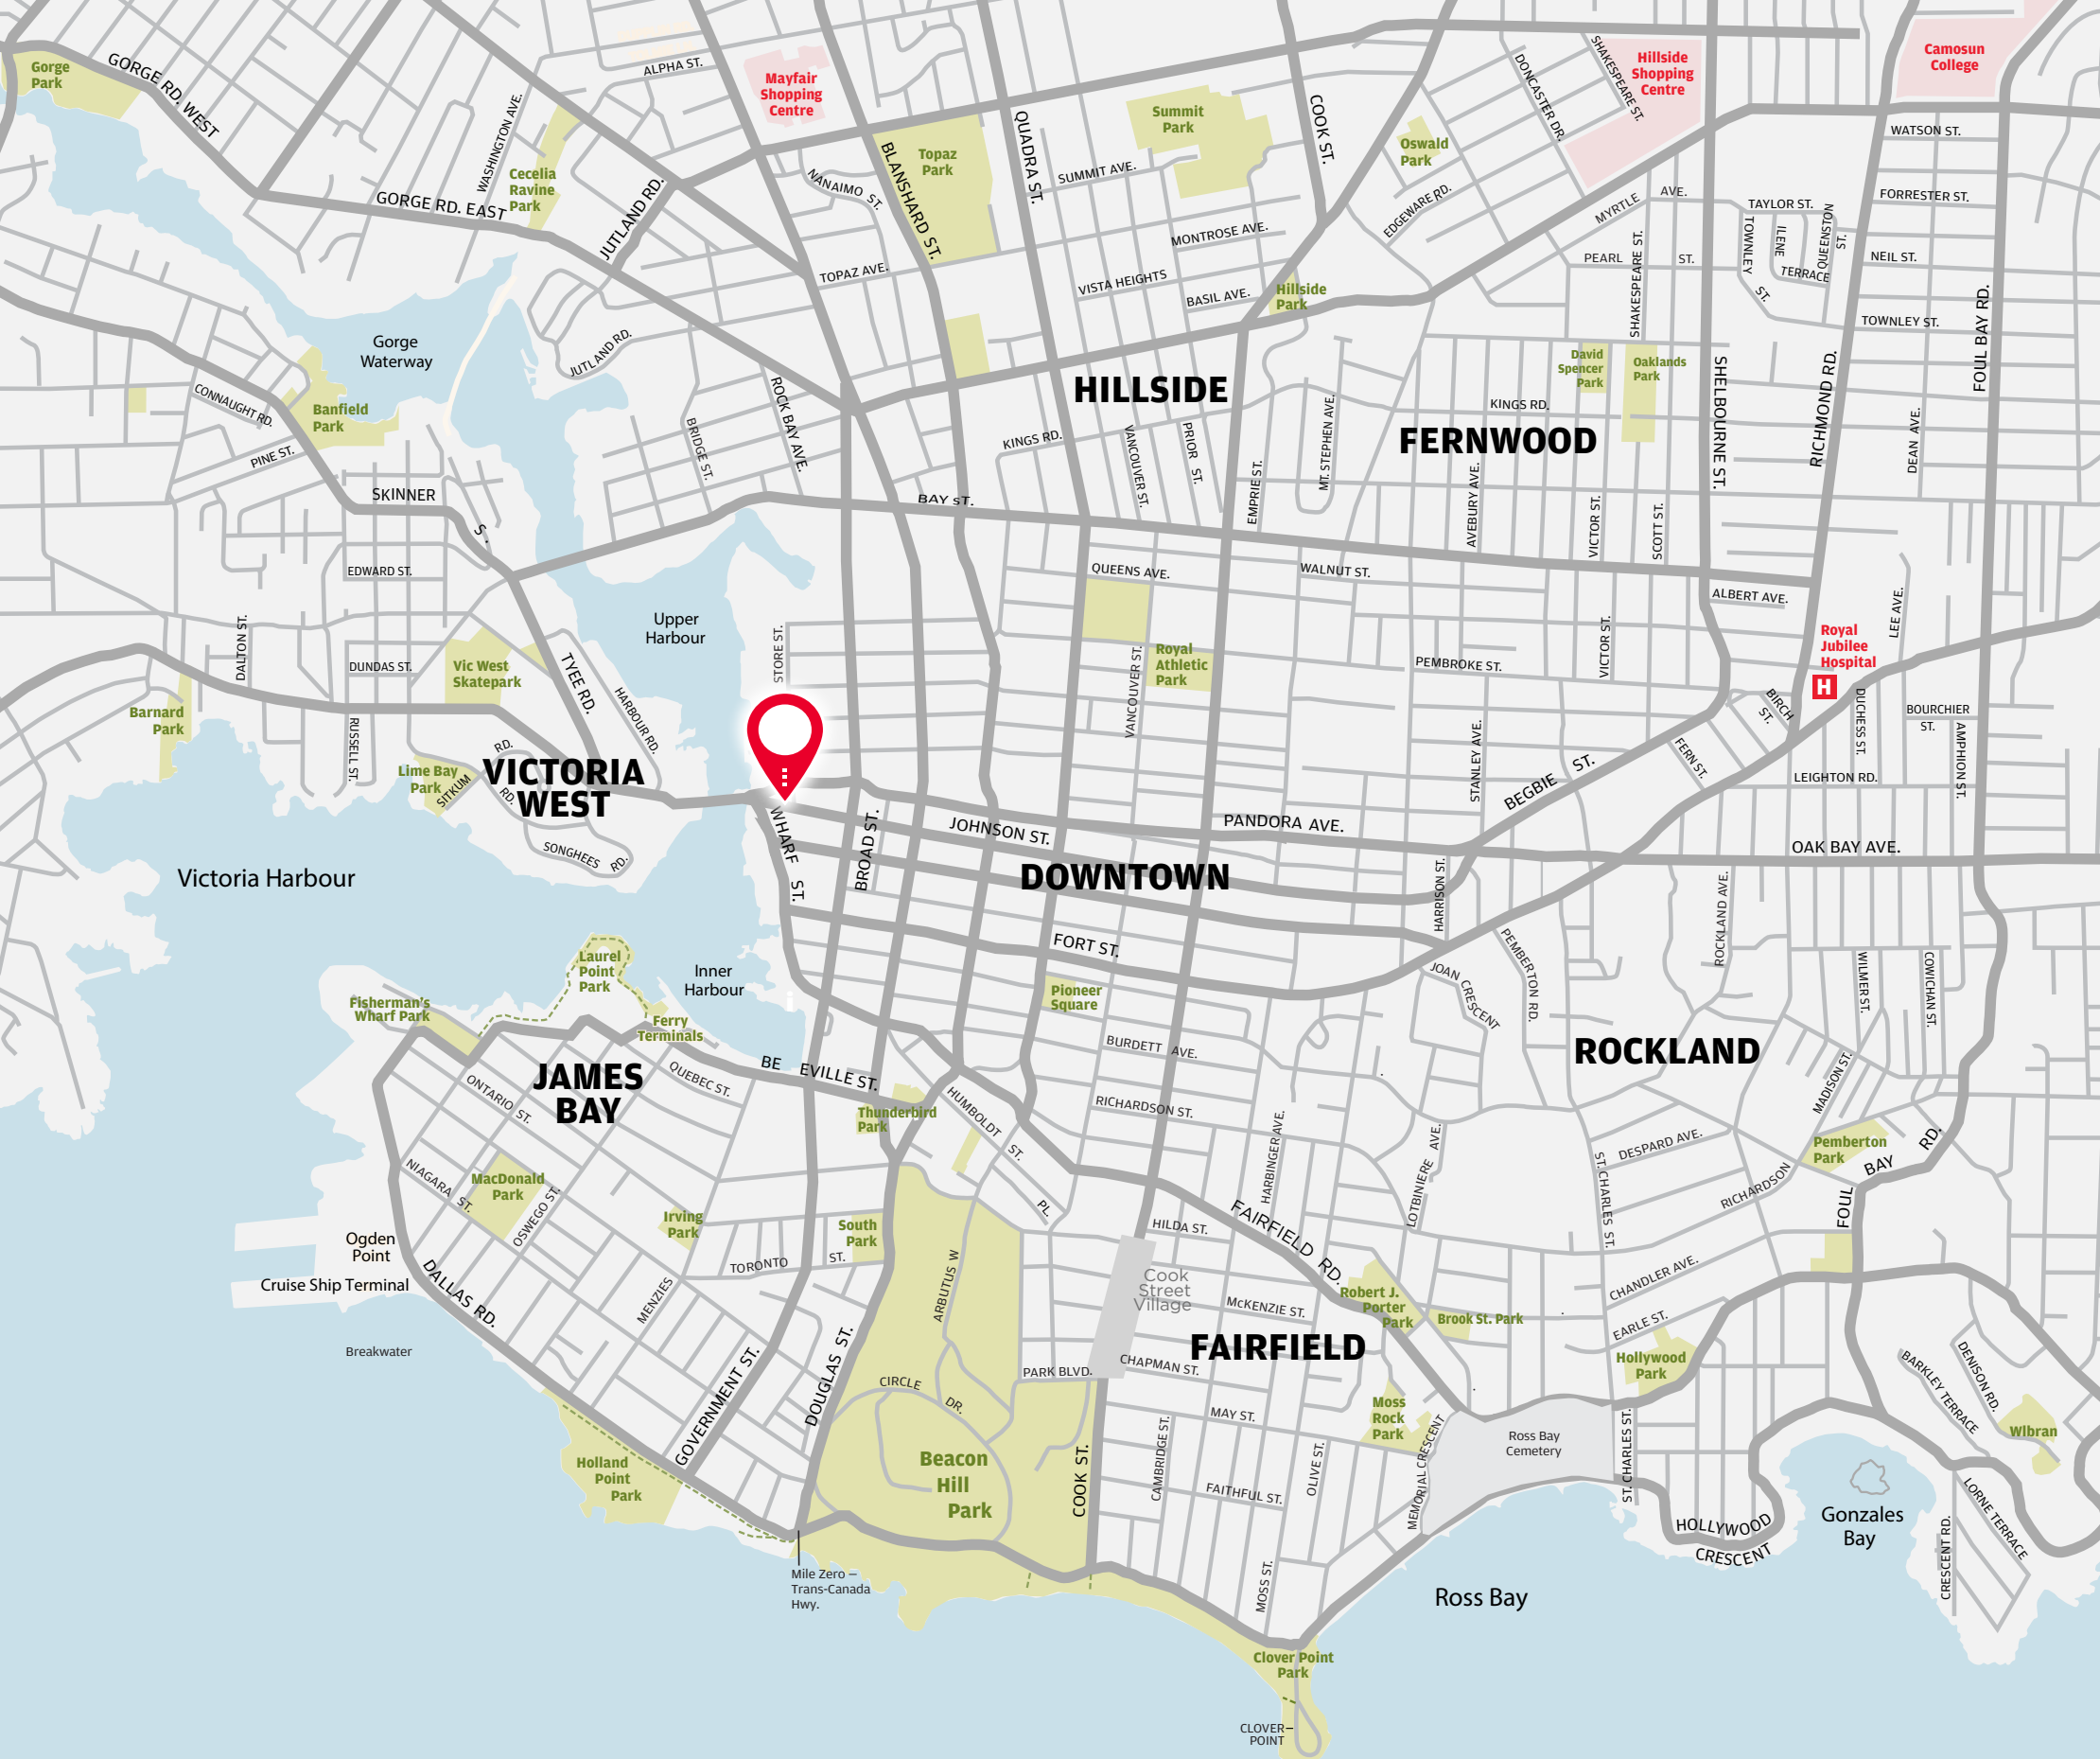 Gorge
Park
GORGE RD. WEST
ALPHA ST.
WASHINGTON AVE.
Cecelia
Ravine
Park
GORGE RD. EAST
JUTLAND RD.
Mayfair
Shopping
Centre
NANAIMO ST.
BLANSHARD ST.
Topaz
Park
TOPAZ AVE.
QUADRA ST.
SUMMIT AVE.
Summit
Park
MONTROSE AVE.
VISTA HEIGHTS
BASIL AVE.
Hillside
Park
COOK ST.
Oswald
Park
EDGEWARE RD.
DONCASTER DR.
SHAKESPEARE ST.
Hillside
Shopping
Centre
Camosun
College
WATSON ST.
FORRESTER ST.
NEIL ST.
TOWNLEY ST.
MYRTLE AVE.
TAYLOR ST.
TOWNLEY
ST.
ILENE
TERRACE
QUEENSTON
ST.
PEARL ST.
SHAKESPEARE ST.
FOUL BAY RD.
RICHMOND RD.
SHELBOURNE ST.
DEAN AVE.
Gorge
Waterway
JUTLAND RD.
CONNAUGHT RD.
Banfield
Park
PINE ST.
SKINNER
S .
BRIDGE ST.
ROCK BAY AVE.
HILLSIDE
KINGS RD.
VANCOUVER ST.
PRIOR ST.
EMPRIE ST.
MT. STEPHEN AVE.
FERNWOOD
KINGS RD.
David
Spencer
Park
Oaklands
Park
AVEBURY AVE.
VICTOR ST.
SCOTT ST.
BAY ST.
EDWARD ST.
QUEENS AVE.
WALNUT ST.
ALBERT AVE.
LEE AVE.
Upper
Harbour
STORE ST.
DALTON ST.
DUNDAS ST.
Vic West
Skatepark
TYEE RD.
HARBOUR RD.
Royal
Athletic
Park
VANCOUVER ST.
PEMBROKE ST.
VICTOR ST.
Royal
Jubilee
Hospital
H
BIRCH
ST.
DUCHESS ST.
BOURCHIER
ST.
AMPHION ST.
FERN ST.
LEIGHTON RD.
Barnard
Park
RUSSELL ST.
Lime Bay
Park
SITKUM
RD.
RD.
VICTORIA
WEST
SONGHEES RD.
STANLEY AVE.
BEGBIE ST.
PANDORA AVE.
JOHNSON ST.
WHARF ST.
BROAD ST.
DOWNTOWN
OAK BAY AVE.
Victoria Harbour
HARRISON ST.
ROCKLAND AVE.
FORT ST.
JOAN
CRESCENT
PEMBERTON RD.
WILMER ST.
COWICHAN ST.
Laurel
Point
Park
Inner
Harbour
i
Pioneer
Square
Fisherman's
Wharf Park
Ferry
Terminals
ROCKLAND
BURDETT AVE.
JAMES
BAY
QUEBEC ST.
ONTARIO ST.
BE EVILLE ST.
Thunderbird
Park
HUMBOLDT ST.
RICHARDSON ST.
MADISON ST.
HARBINGER AVE.
LOTBINIERE AVE.
DESPARD AVE.
Pemberton
Park
FOUL
BAY
RD.
ST. CHARLES ST.
RICHARDSON
NIAGARA ST.
MacDonald
Park
OSWEGO ST.
PL.
Irving
Park
South
Park
HILDA ST.
FAIRFIELD RD.
Ogden
Point
Cruise Ship Terminal
Breakwater
DALLAS RD.
TORONTO ST.
MENZIES
ARBUTUS W
Cook
Street
Village
McKENZIE ST.
Robert J.
Porter
Park
Brook St. Park
CHANDLER AVE.
EARLE ST.
FAIRFIELD
Hollywood
Park
DOUGLAS ST.
GOVERNMENT ST.
CIRCLE
DR.
PARK BLVD.
CHAPMAN ST.
MAY ST.
Moss
Rock
Park
DENISON RD.
BARKLEY TERRACE
Wlbran
Beacon
Hill
Park
Holland
Point
Park
COOK ST.
CAMBRIDGE ST.
FAITHFUL ST.
OLIVE ST.
MEMORIAL CRESCENT
Ross Bay
Cemetery
ST. CHARLES ST.
HOLLYWOOD
CRESCENT
Gonzales
Bay
LORNE TERRACE
CRESCENT RD.
Mile Zero –
Trans-Canada
Hwy.
MOSS ST.
Ross Bay
Clover Point
Park
CLOVER
POINT